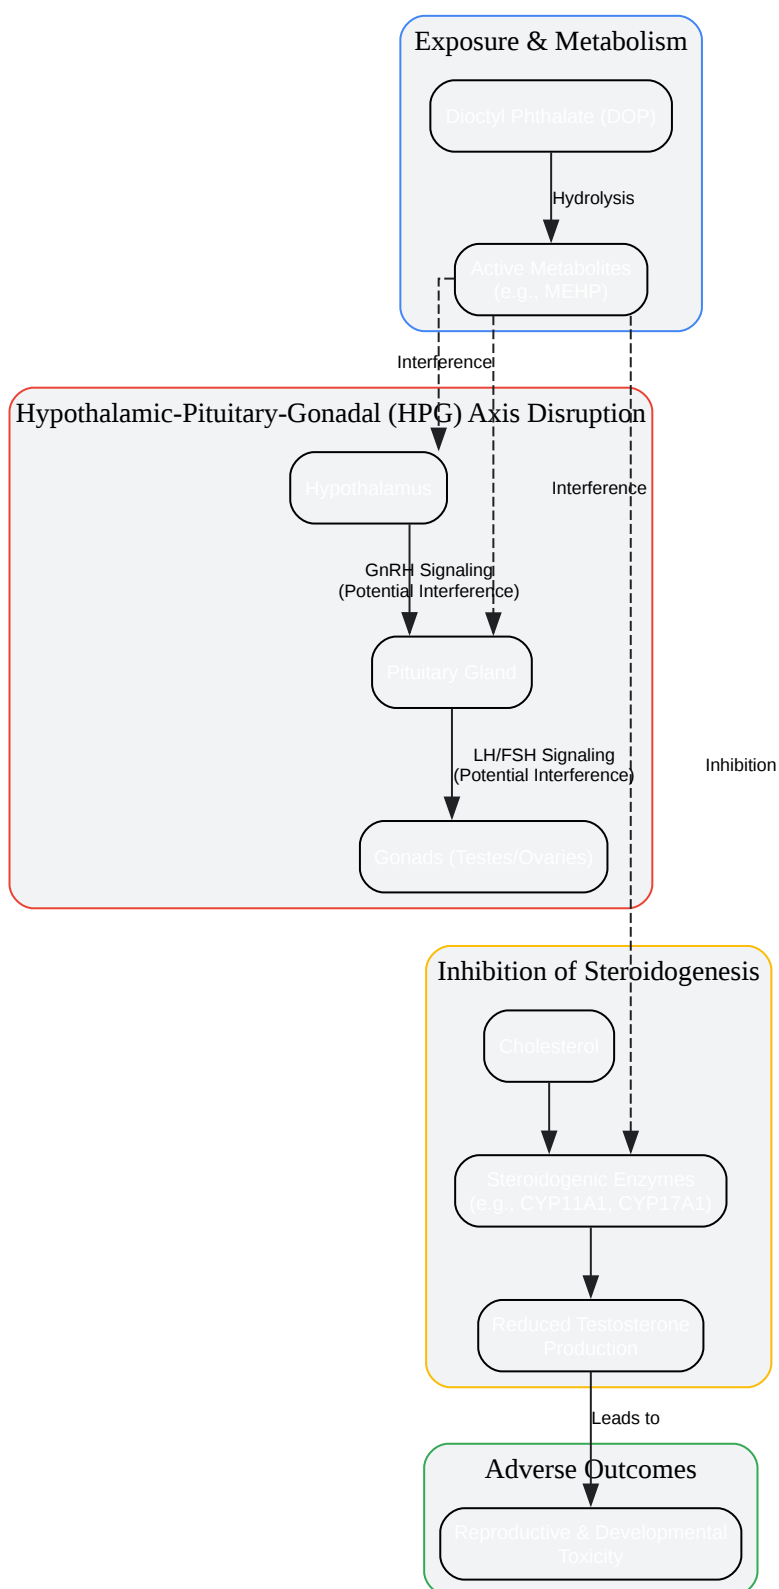 Exposure & Metabolism
Dioctyl Phthalate (DOP)
Hydrolysis
Active Metabolites
(e.g., MEHP)
Interference
Hypothalamic-Pituitary-Gonadal (HPG) Axis Disruption
Hypothalamus
Interference
GnRH Signaling
(Potential Interference)
Pituitary Gland
LH/FSH Signaling
(Potential Interference)
Inhibition
Gonads (Testes/Ovaries)
Inhibition of Steroidogenesis
Cholesterol
Steroidogenic Enzymes
(e.g., CYP11A1, CYP17A1)
Reduced Testosterone
Production
Leads to
Adverse Outcomes
Reproductive & Developmental
Toxicity